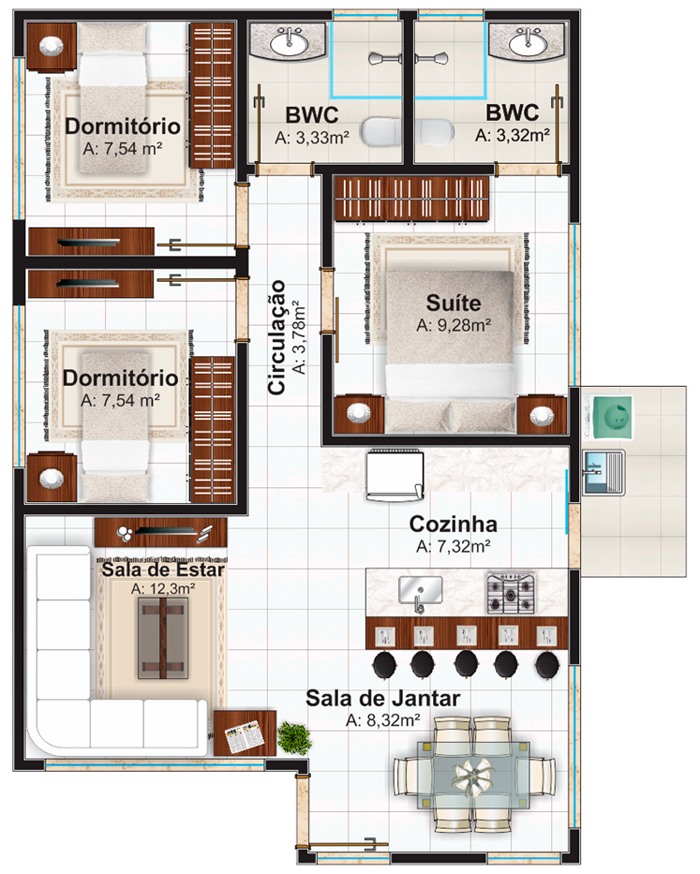 Dormitório
A: 7,54 m²
BWC
A: 3,33m²
BWC
A: 3,32m²
Circulação
A: 3,78m²
Suíte
A: 9,28m²
Dormitório
A: 7,54 m²
Cozinha
A: 7,32m²
Sala de Estar
A: 12,3m²
Sala de Jantar
A: 8,32m²